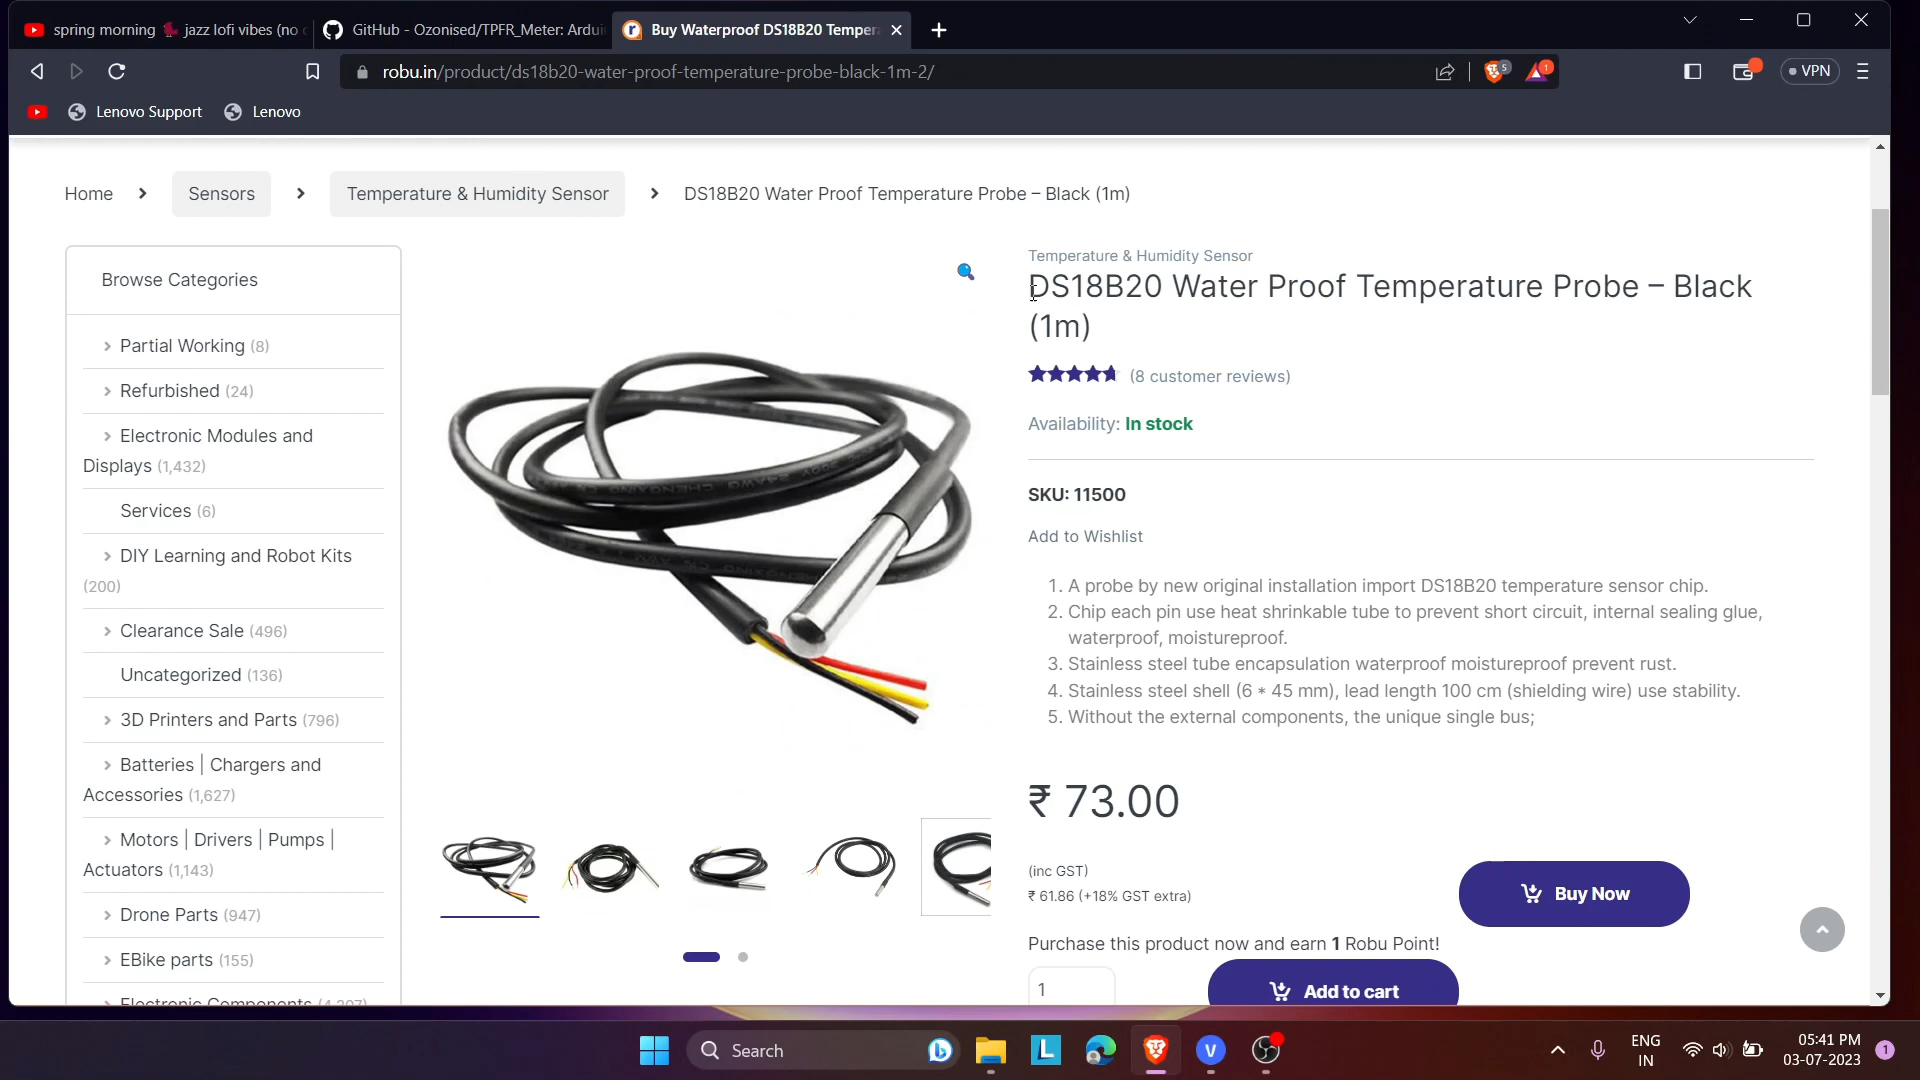 spring morning jazz lofi vibes (no
GitHub - Ozonised/TPFR_Meter: Ardui
Buy Waterproof DS18B20 Temper
robu.in/product/ds18b20-water-proof-temperature-probe-black-1m-2/
5
1
VPN
Lenovo Support
Lenovo
Home
Sensors
Temperature & Humidity Sensor
DS18B20 Water Proof Temperature Probe – Black (1m)
Browse Categories
Partial Working (8)
Refurbished (24)
Electronic Modules and
Displays (1,432)
Services (6)
DIY Learning and Robot Kits
(200)
Clearance Sale (496)
Uncategorized (136)
3D Printers and Parts (796)
Batteries | Chargers and
Accessories (1,627)
Motors | Drivers | Pumps |
Actuators (1,143)
Drone Parts (947)
EBike parts (155)
Electronic Components (4,207)
Temperature & Humidity Sensor
DS18B20 Water Proof Temperature Probe – Black
(1m)
(8 customer reviews)
Availability: In stock
SKU: 11500
Add to Wishlist
1. A probe by new original installation import DS18B20 temperature sensor chip.
2. Chip each pin use heat shrinkable tube to prevent short circuit, internal sealing glue,
waterproof, moistureproof.
3. Stainless steel tube encapsulation waterproof moistureproof prevent rust.
4. Stainless steel shell (6 * 45 mm), lead length 100 cm (shielding wire) use stability.
5. Without the external components, the unique single bus;
₹ 73.00
(inc GST)
₹ 61.86 (+18% GST extra)
Buy Now
Purchase this product now and earn 1 Robu Point!
1
Add to cart
Search
L
V
ENG
IN
05:41 PM
03-07-2023
1